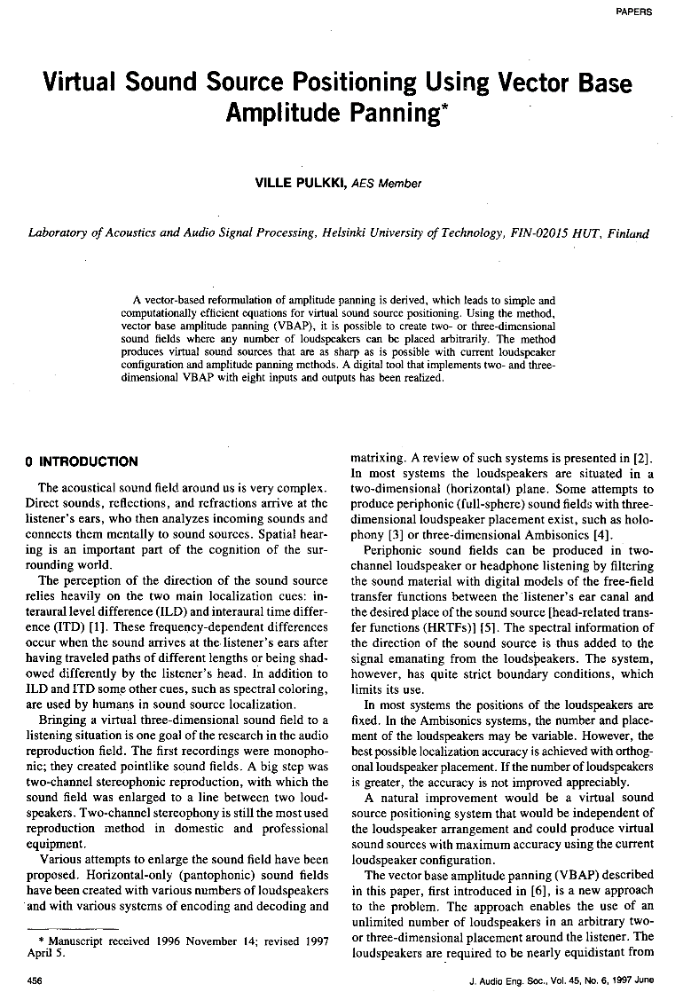 PAPERS
Virtual Sound Source Positioning Using Vector Base
Amplitude Panning*
VILLE PULKKI, AES Member
Laboratory of Acoustics and Audio Signal Processing, Helsinki University of Technology, FIN-02015 HUT, Finland
A vector-based reformulation of amplitude panning is derived, which leads to simple and
computationally efficient equations for virtual sound source positioning. Using the method,
vector base amplitude panning (VBAP), it is possible to create two- or three-dimensional
sound fields where any number of loudspeakers can be placed arbitrarily. The method
produces virtual sound sources that are as sharp as is possible with current loudspeaker
configuration and amplitude panning methods. A digital tool that implements two- and three-
dimensional VBAP with eight inputs and outputs has been realized.
0 INTRODUCTION
The acoustical sound field around us is very complex.
Direct sounds, reflections, and refractions arrive at the
listener's ears, who then analyzes incoming sounds and
connects them mentally to sound sources. Spatial hear-
ing is an important part of the cognition of the sur-
rounding world.
The perception of the direction of the sound source
relies heavily on the two main localization cues: in-
teraural level difference (ILD) and interaural time differ-
ence (ITD) [1]. These frequency-dependent differences
occur when the sound arrives at the listener's ears after
having traveled paths of different lengths or being shad-
owed differently by the listener's head. In addition to
ILD and ITD some other cues, such as spectral coloring,
are used by humans in sound source localization.
Bringing a virtual three-dimensional sound field to a
listening situation is one goal of the research in the audio
reproduction field. The first recordings were monopho-
nic; they created pointlike sound fields. A big step was
two-channel stereophonic reproduction, with which the
sound field was enlarged to a line between two loud-
speakers. Two-channel stereophony is still the most used
reproduction method in domestic and professional
equipment.
Various attempts to enlarge the sound field have been
proposed. Horizontal-only (pantophonic) sound fields
have been created with various numbers of loudspeakers
and with various systems of encoding and decoding and
* Manuscript received 1996 November 14; revised 1997
April 5.
matrixing. A review of such systems is presented in [2].
In most systems the loudspeakers are situated in a
two-dimensional (horizontal) plane. Some attempts to
produce periphonic (full-sphere) sound fields with three-
dimensional loudspeaker placement exist, such as holo-
phony [3] or three-dimensional Ambisonics [4].
Periphonic sound fields can be produced in two-
channel loudspeaker or headphone listening by filtering
the sound material with digital models of the free-field
transfer functions between the listener's ear canal and
the desired place of the sound source [head-related trans-
fer functions (HRTFs)] [5]. The spectral information of
the direction of the sound source is thus added to the
signal emanating from the loudspeakers. The system,
however, has quite strict boundary conditions, which
limits its use.
In most systems the positions of the loudspeakers are
fixed. In the Ambisonics systems, the number and place-
ment of the loudspeakers may be variable. However, the
best possible localization accuracy is achieved with orthog-
onal loudspeaker placement. If the number of loudspeakers
is greater, the accuracy is not improved appreciably.
A natural improvement would be a virtual sound
source positioning system that would be independent of
the loudspeaker arrangement and could produce virtual
sound sources with maximum accuracy using the current
loudspeaker configuration.
The vector base amplitude panning (VBAP) described
in this paper, first introduced in [6], is a new approach
to the problem. The approach enables the use of an
unlimited number of loudspeakers in an arbitrary two-
or three-dimensional placement around the listener. The
loudspeakers are required to be nearly equidistant from
456
J. Audio Eng. Soc., Vol. 45, No. 6, 1997 June